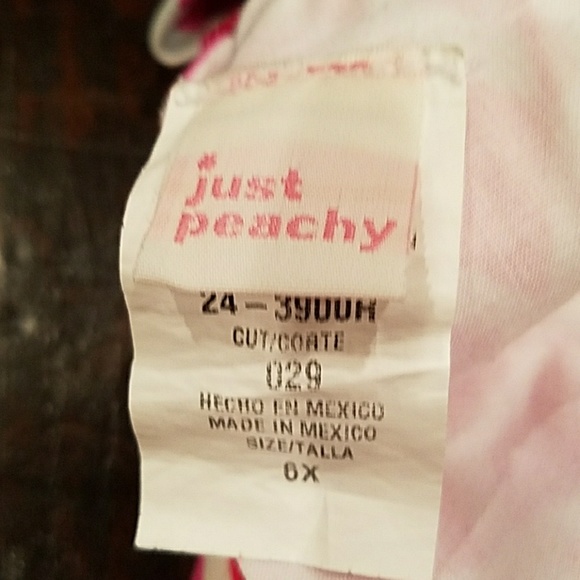 just
peachy
24-3900H
CUT/CORTE
029
HECHO EN MEXICO
MADE IN MEXICO
SIZE/TALLA
6X